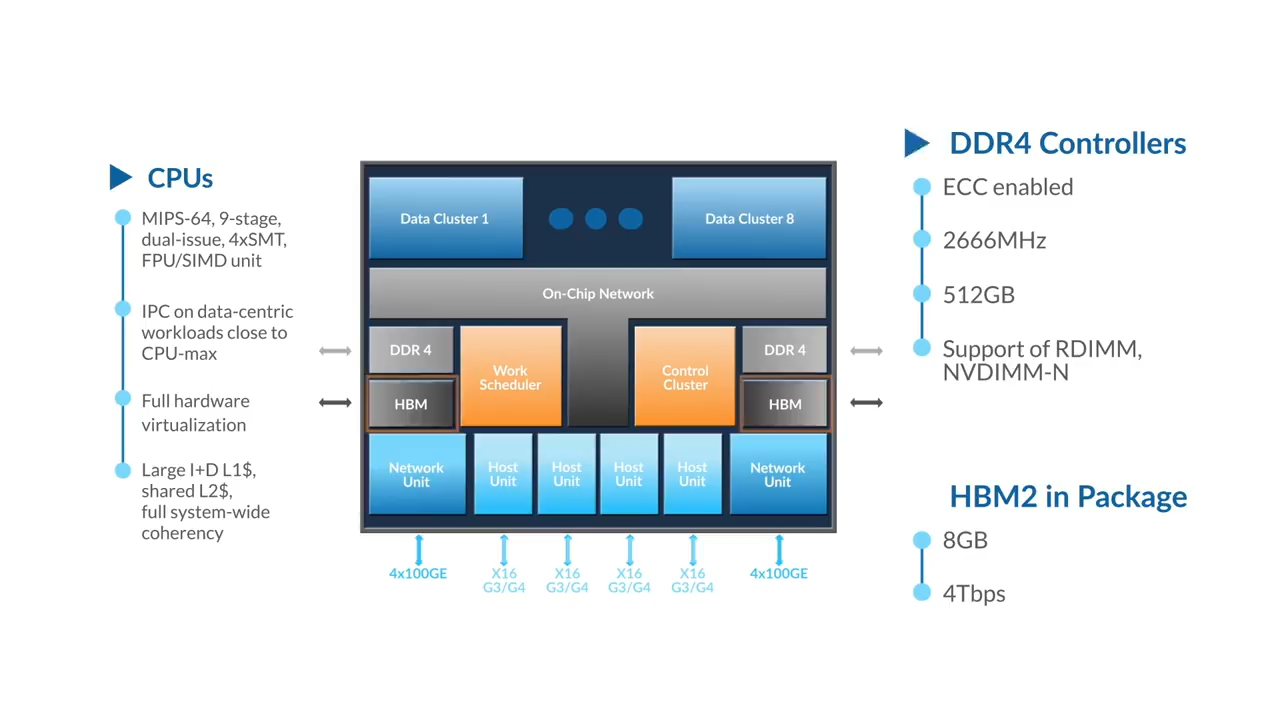 CPUs
MIPS-64, 9-stage,
dual-issue, 4xSMT,
FPU/SIMD unit
IPC on data-centric
workloads close to
CPU-max
Full hardware
virtualization
Large I+D L1$,
shared L2$,
full system-wide
coherency
Data Cluster 1
Data Cluster 8
On-Chip Network
DDR 4
Work
Scheduler
Control
Cluster
DDR 4
HBM
HBM
Network
Unit
Host
Unit
Host
Unit
Host
Unit
Host
Unit
Network
Unit
4x100GE
X16
G3/G4
X16
G3/G4
X16
G3/G4
X16
G3/G4
4x100GE
DDR4 Controllers
ECC enabled
2666MHz
512GB
Support of RDIMM,
NVDIMM-N
HBM2 in Package
8GB
4Tbps